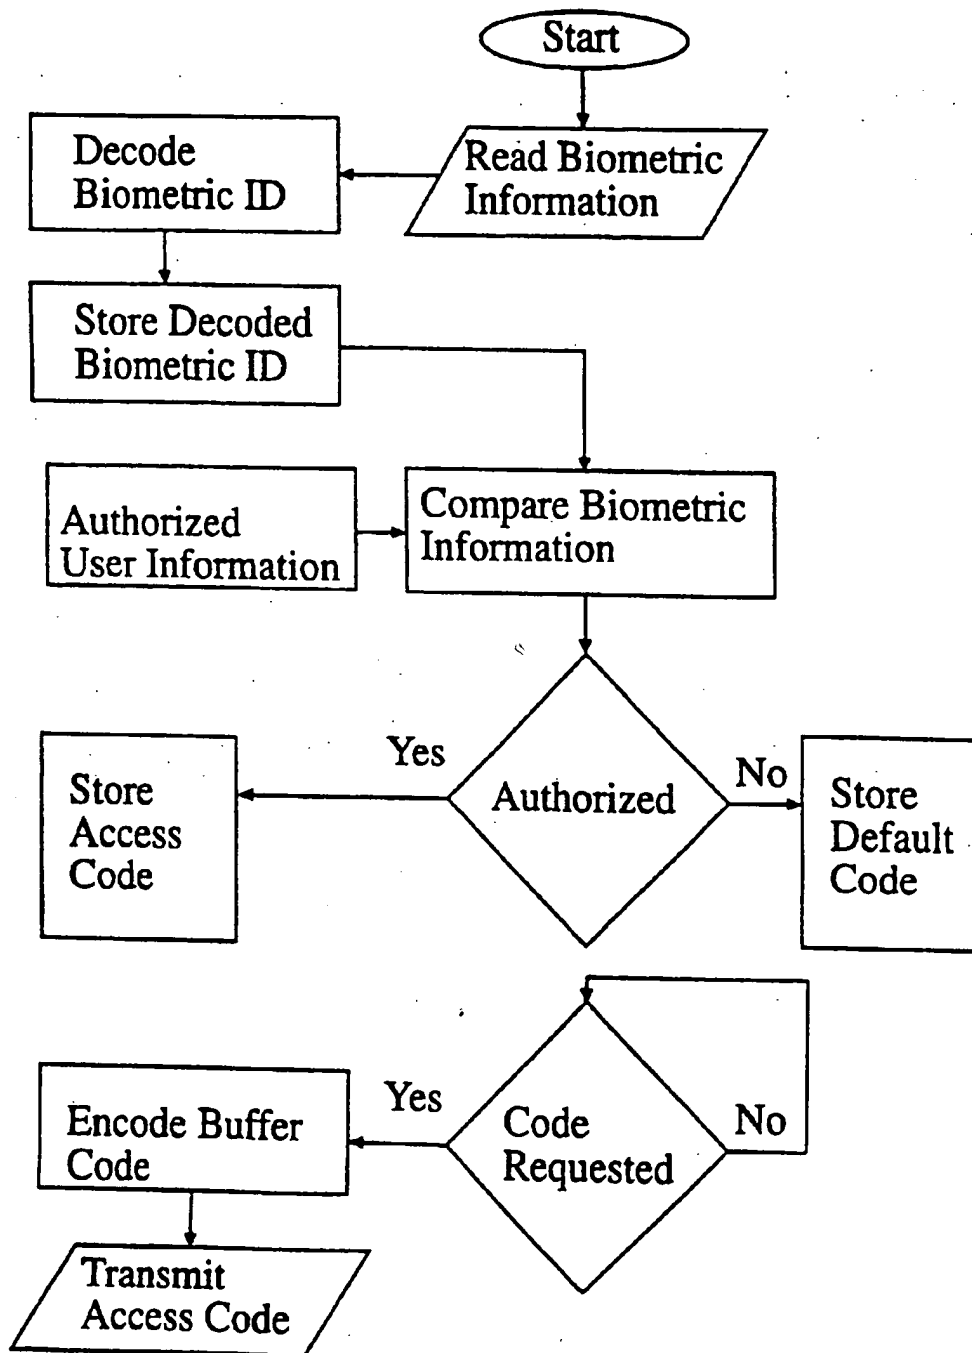 Start
Read Biometric
Information
Decode
Biometric ID
Store Decoded
Biometric ID
Authorized
User Information
Compare Biometric
Information
Authorized
Yes
No
Store
Access
Code
Store
Default
Code
Code
Requested
Yes
No
Encode Buffer
Code
Transmit
Access Code